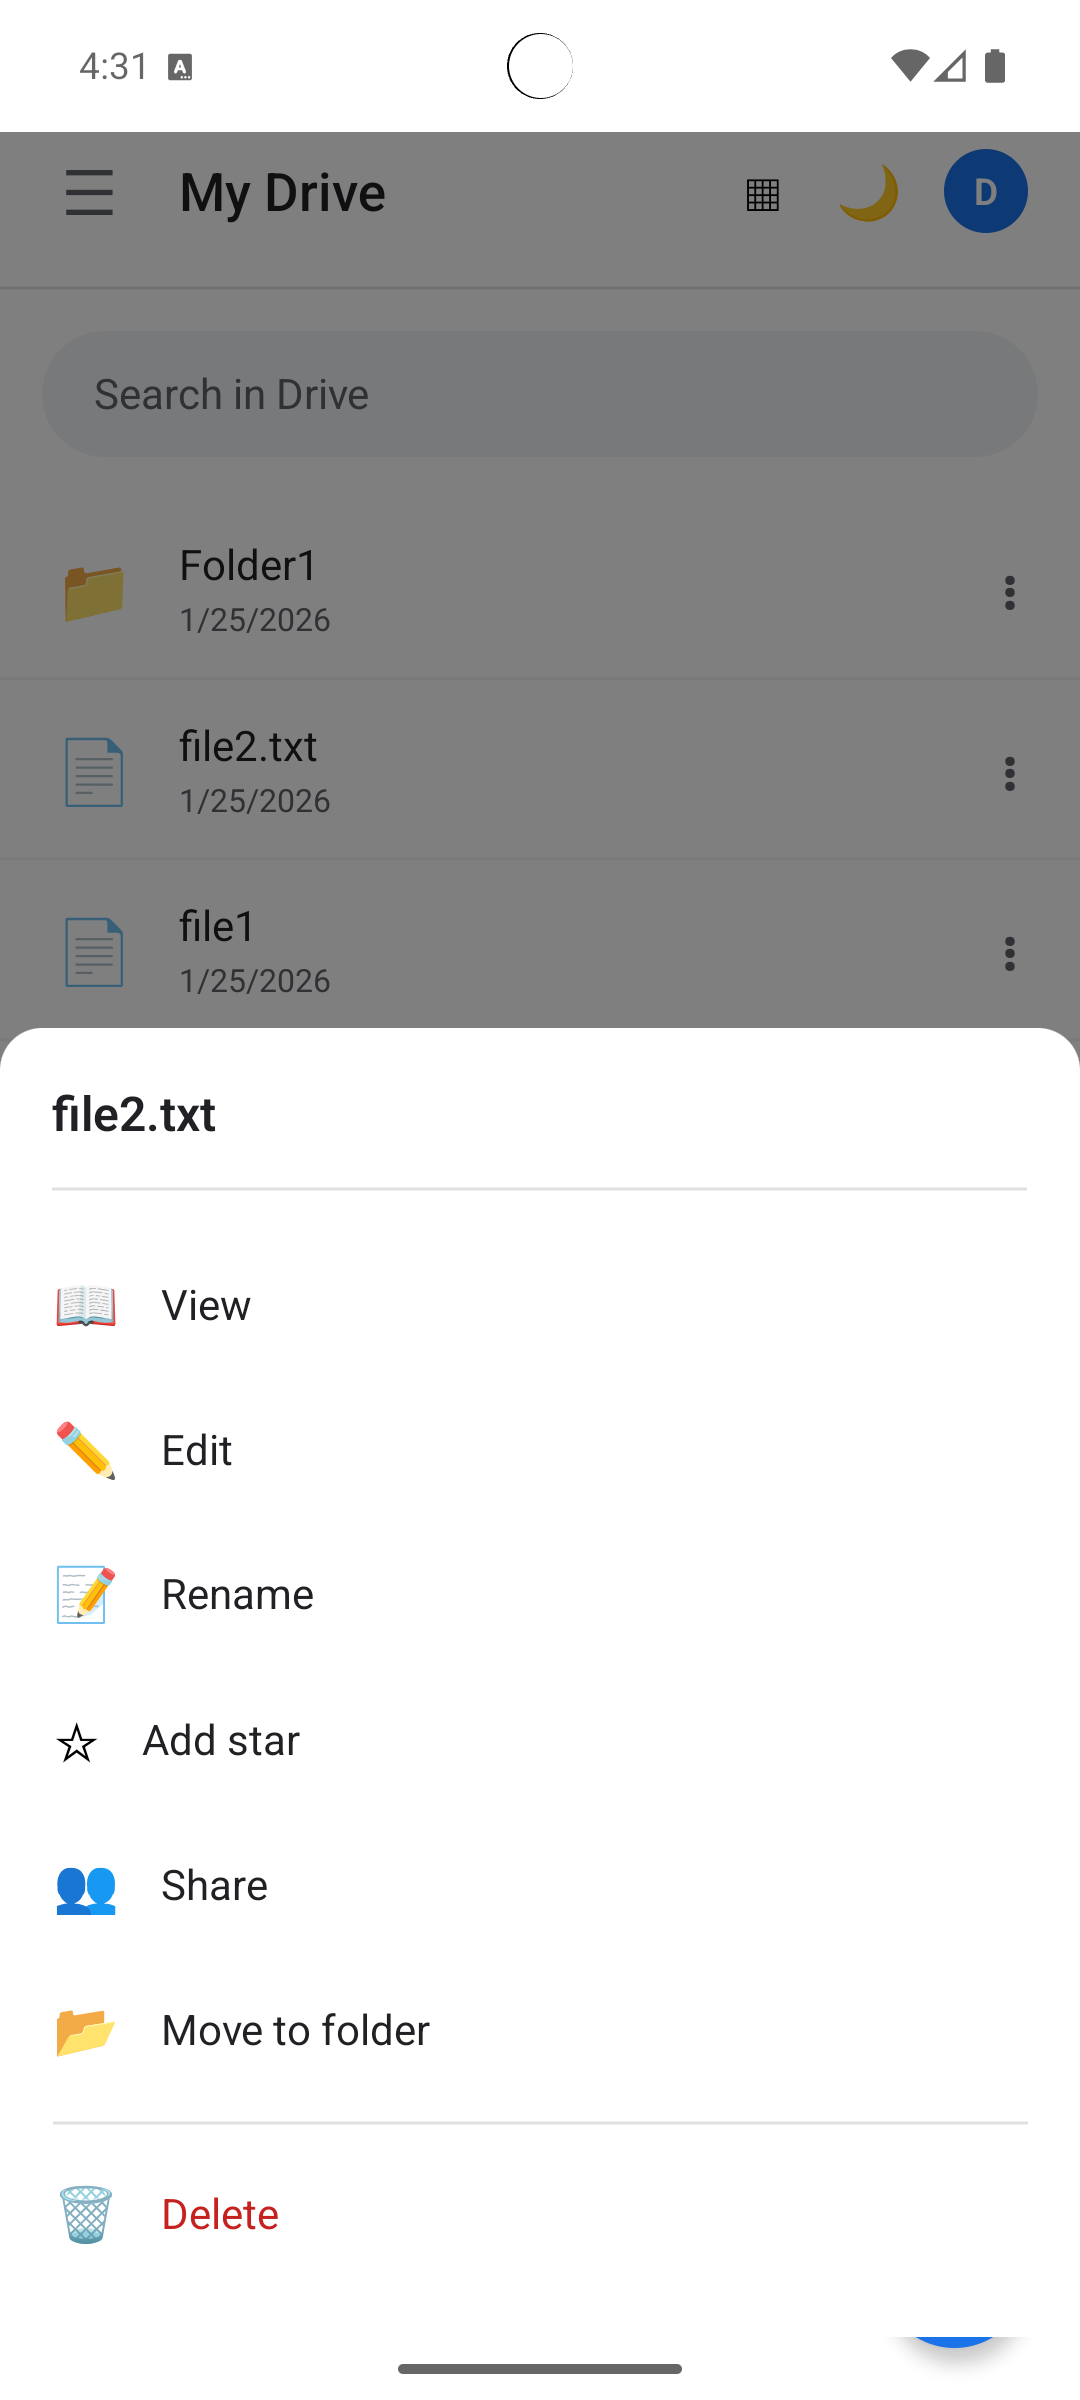 4:31
My Drive
D
Search in Drive
Folder1
1/25/2026
file2.txt
1/25/2026
file1
1/25/2026
file2.txt
View
Edit
Rename
Add star
Share
Move to folder
Delete